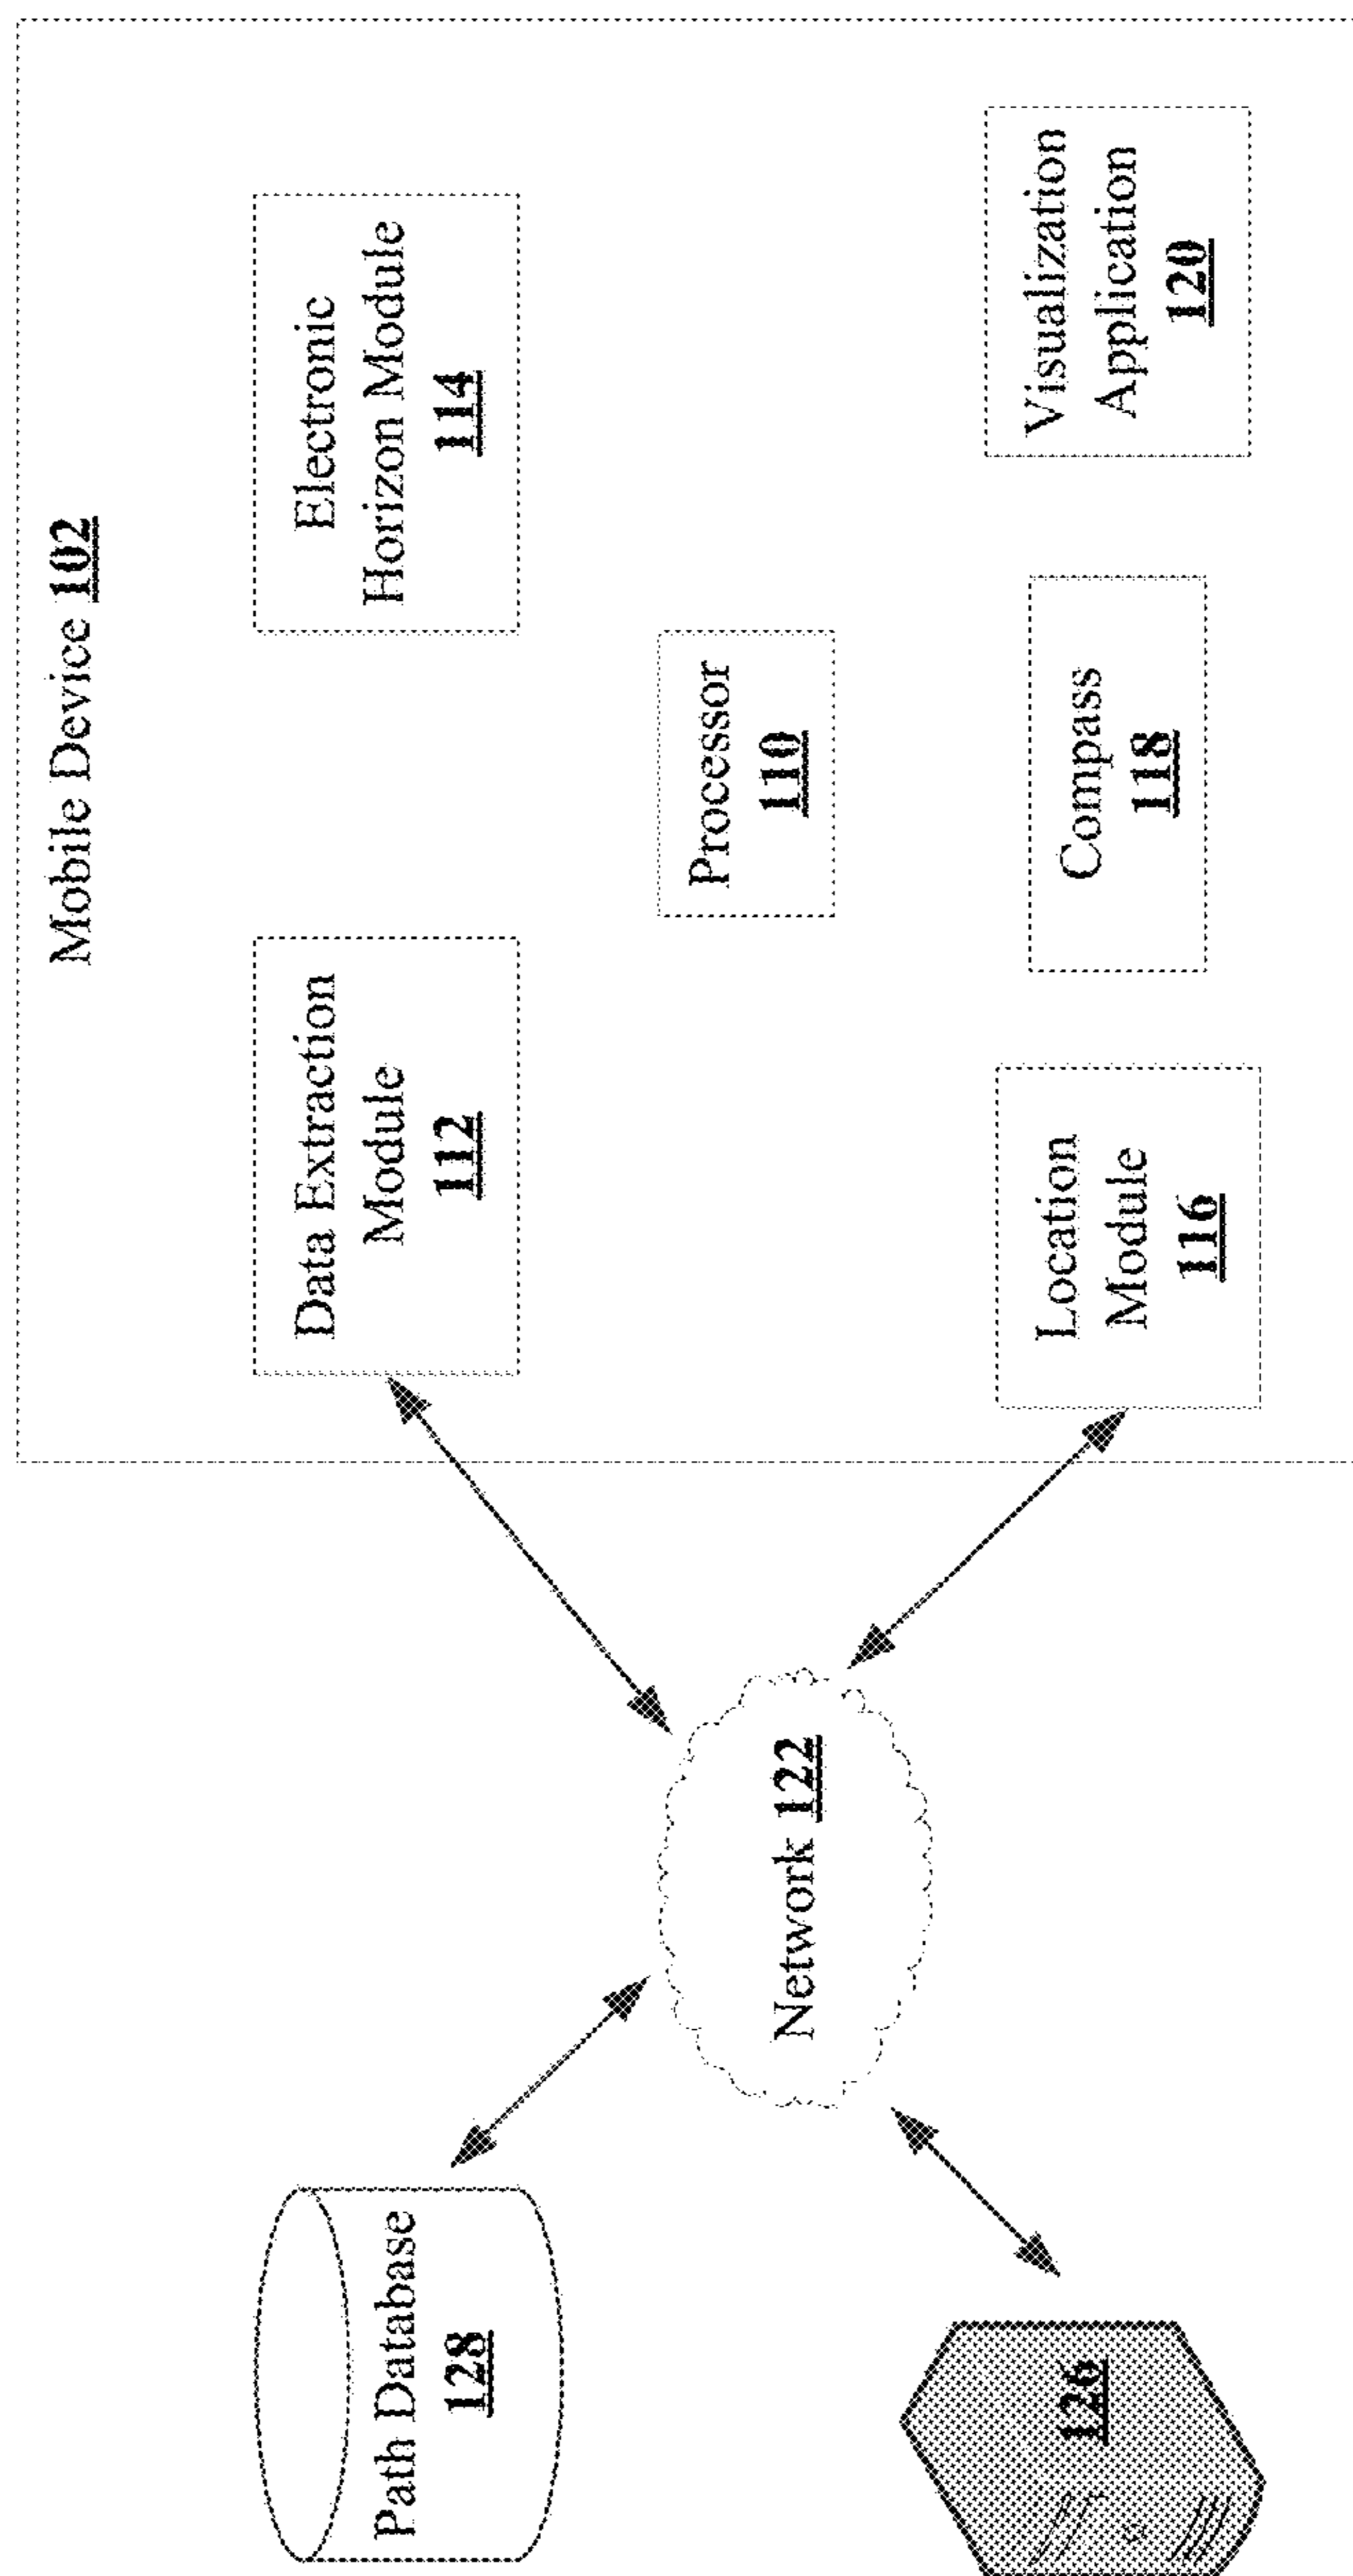 Mobile Device 102
Path Database
128
Data Extraction
Module
112
Electronic
Horizon Module
114
Network 122
Processor
110
126
Location
Module
116
Compass
118
Visualization
Application
120